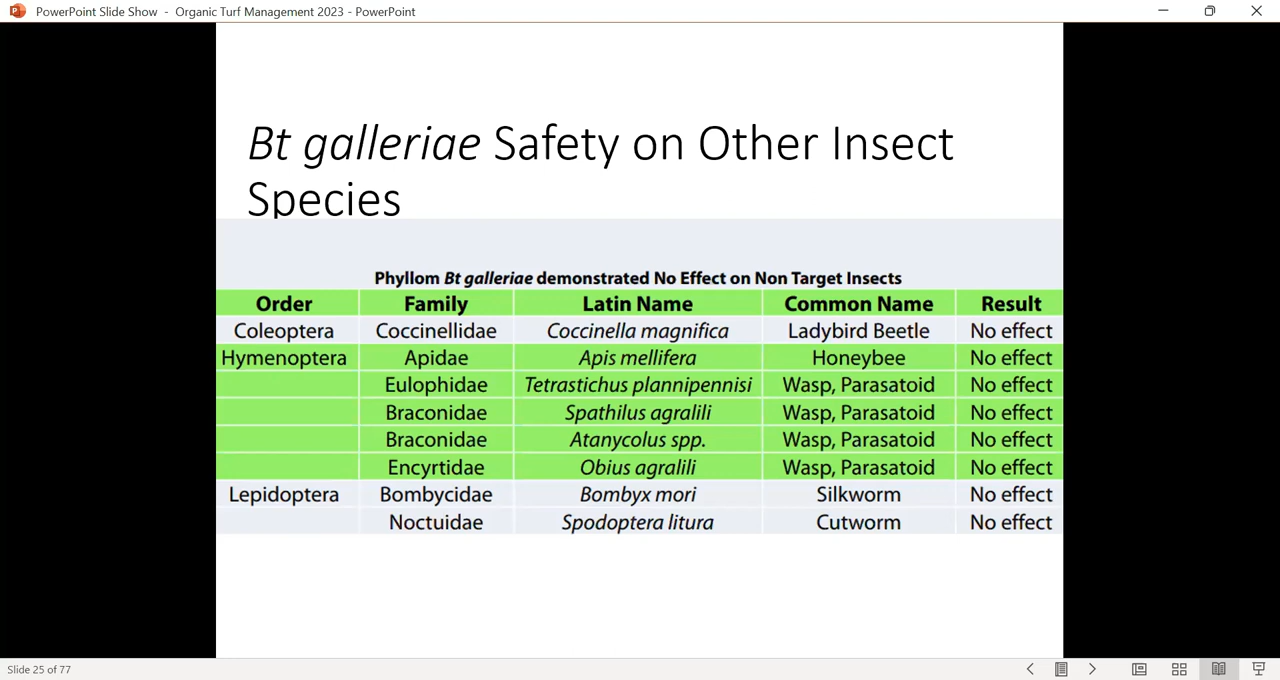 PowerPoint Slide Show - Organic Turf Management 2023 - PowerPoint
Bt galleriae Safety on Other Insect
Species
Phyllom Bt galleriae demonstrated No Effect on Non Target Insects
Order Family Latin Name Common Name Result
Coleoptera Coccinellidae Coccinella magnifica Ladybird Beetle No effect
Hymenoptera Apidae Apis mellifera Honeybee No effect
Eulophidae Tetrastichus plannipennisi Wasp, Parasatoid No effect
Braconidae Spathilus agralili Wasp, Parasatoid No effect
Braconidae Atanycolus spp. Wasp, Parasatoid No effect
Encyrtidae Obius agralili Wasp, Parasatoid No effect
Lepidoptera Bombycidae Bombyx mori Silkworm No effect
Noctuidae Spodoptera litura Cutworm No effect
Slide 25 of 77